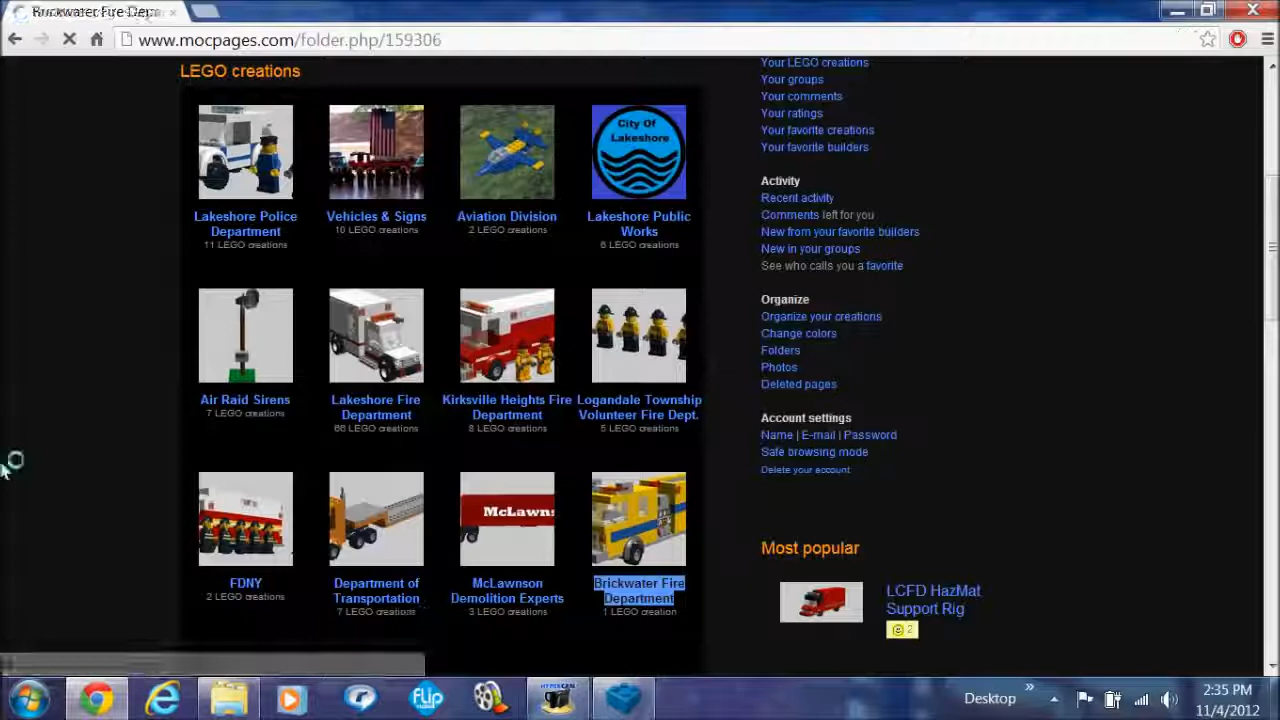 Brickwater Fire Depa
www.mocpages.com/folder.php/159306
LEGO creations
City Of
Lakeshore
Lakeshore Police
Department
11 LEGO creations
Vehicles & Signs
10 LEGO creations
Aviation Division
2 LEGO creations
Lakeshore Public
Works
6 LEGO creations
Air Raid Sirens
7 LEGO creations
Lakeshore Fire
Department
66 LEGO creations
Kirksville Heights Fire
Department
8 LEGO creations
Logandale Township
Volunteer Fire Dept.
5 LEGO creations
McLawns
FDNY
2 LEGO creations
Department of
Transportation
7 LEGO creations
McLawnson
Demolition Experts
3 LEGO creations
Brickwater Fire
Department
1 LEGO creation
Your LEGO creations
Your groups
Your comments
Your ratings
Your favorite creations
Your favorite builders
Activity
Recent activity
Comments left for you
New from your favorite builders
New in your groups
See who calls you a favorite
Organize
Organize your creations
Change colors
Folders
Photos
Deleted pages
Account settings
Name | E-mail | Password
Safe browsing mode
Delete your account
Most popular
LCFD HazMat
Support Rig
2
flip
HYPERCAM
Desktop
2:35 PM
11/4/2012